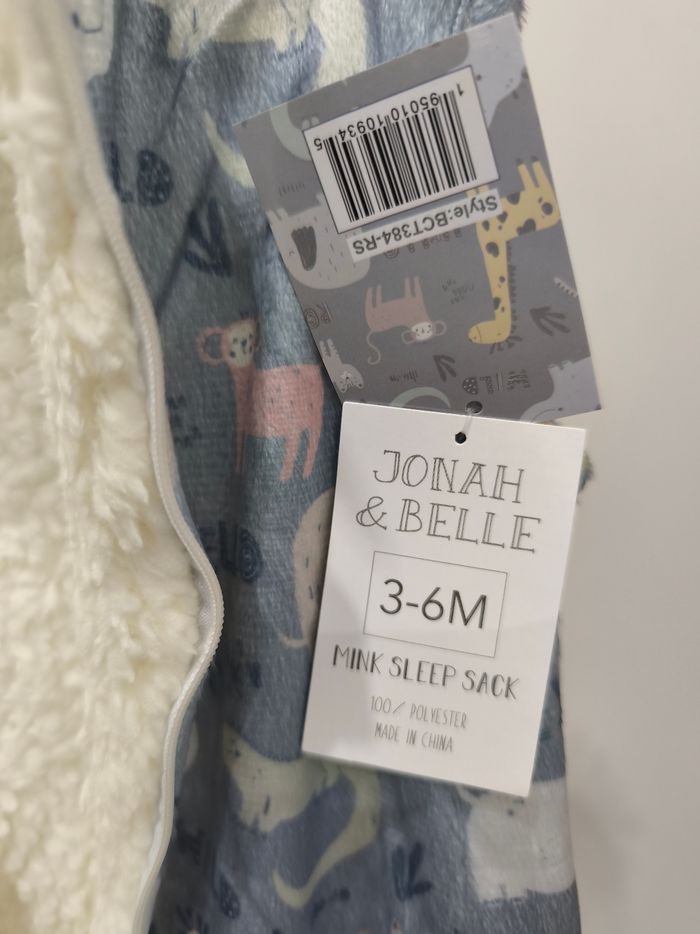 1 95010 10934 5
Style:BCT384-RS
JONAH
& BELLE
3-6M
MINK SLEEP SACK
100% POLYESTER
MADE IN CHINA